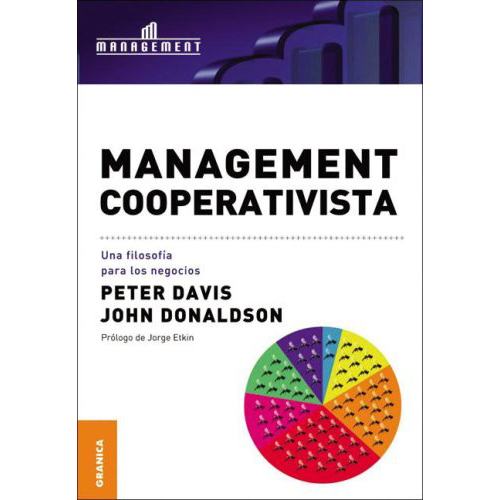 MANAGEMENT
MANAGEMENT
COOPERATIVISTA
Una filosofía
para los negocios
PETER DAVIS
JOHN DONALDSON
Prólogo de Jorge Etkin
GRANICA